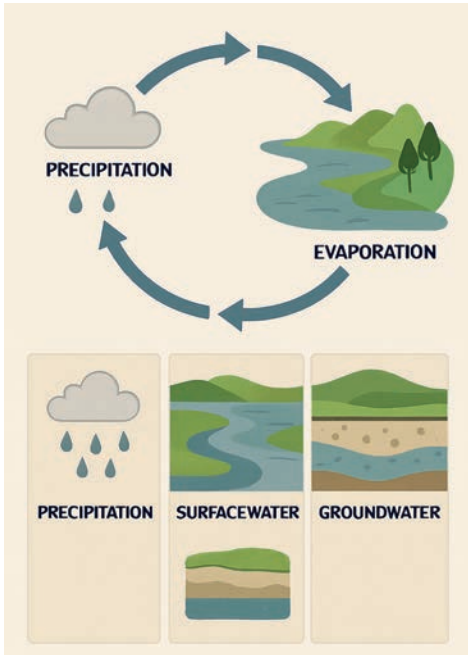 PRECIPITATION
EVAPORATION
PRECIPITATION
SURFACEWATER
GROUNDWATER